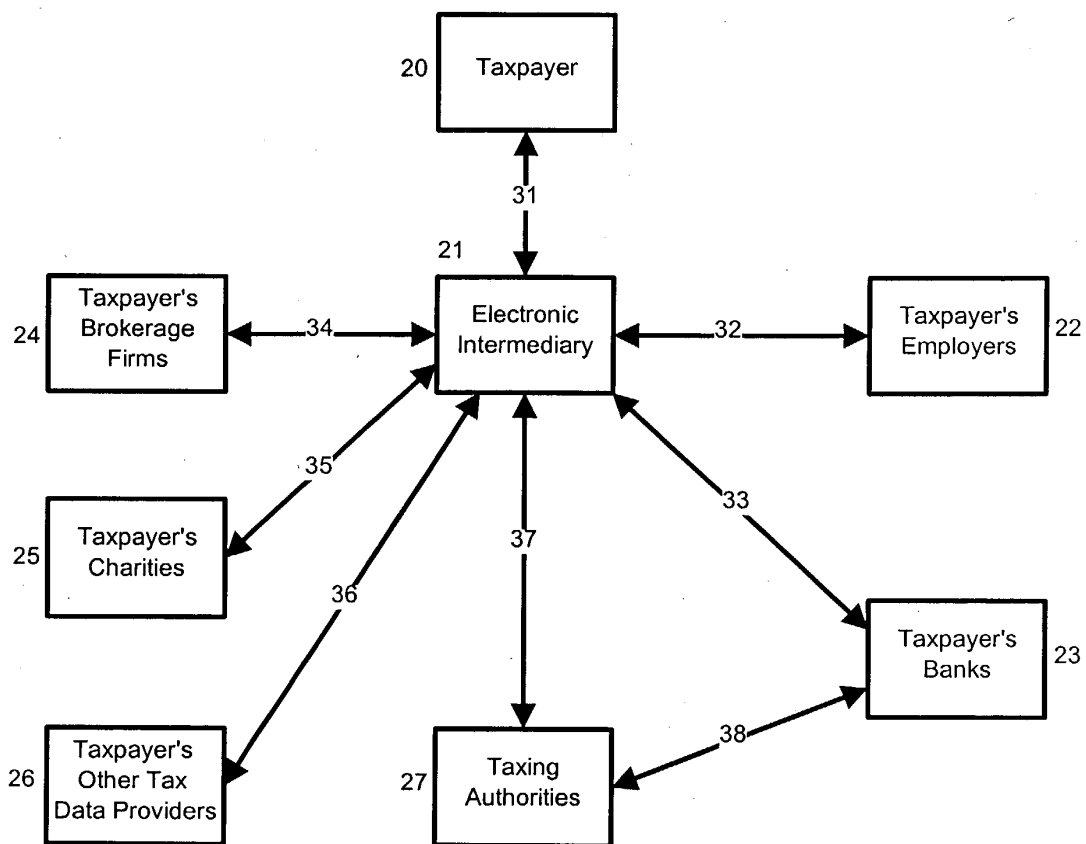 20
Taxpayer
31
21
24
Taxpayer's
Brokerage
Firms
34
Electronic
Intermediary
32
Taxpayer's
Employers
22
35
25
Taxpayer's
Charities
36
37
33
Taxpayer's
Banks
23
26
Taxpayer's
Other Tax
Data Providers
27
Taxing
Authorities
38